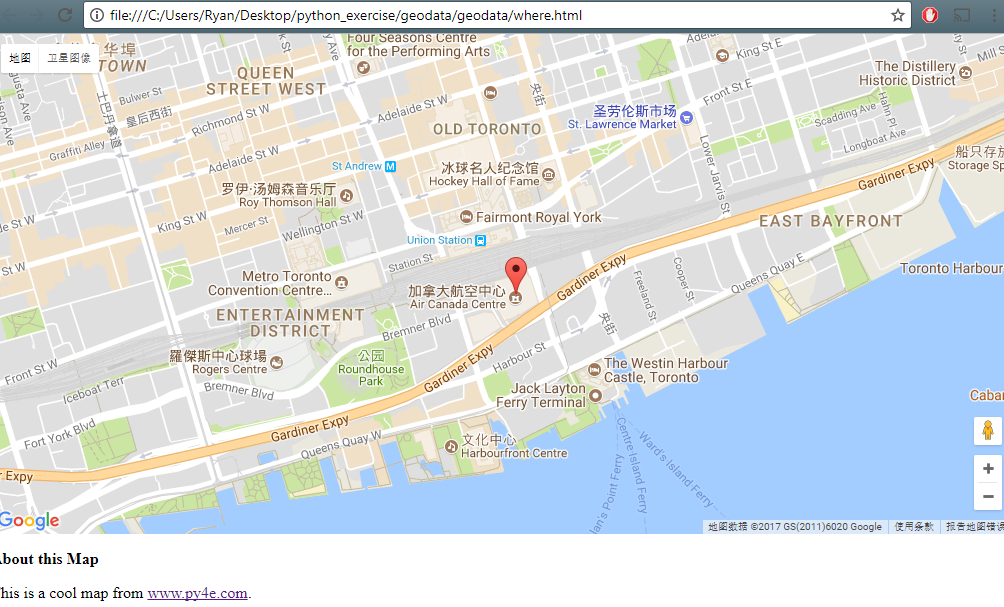 file:///C:/Users/Ryan/Desktop/python_exercise/geodata/geodata/where.html
地图
卫星图像
华埠
TOWN
QUEEN
STREET WEST
Four Seasons Centre
for the Performing Arts
Adelaide St W
央街
King St E
Front St E
The Distillery
Historic District
Mill S
Hahn Pl
Scadding Ave
Longboat Ave
圣劳伦斯市场
St. Lawrence Market
Lower Jarvis St
OLD TORONTO
Bulwer St
皇后西街
Richmond St W
士巴丹拿道
Graffiti Alley
Adelaide St W
St Andrew
冰球名人纪念馆
Hockey Hall of Fame
罗伊·汤姆森音乐厅
Roy Thomson Hall
King St W
Mercer St
Wellington St W
Fairmont Royal York
Union Station
Station St
Gardiner Expy
船只存放
Storage Sp
EAST BAYFRONT
Toronto Harbour
Queens Quay E
Cooper St
Freeland St
Gardiner Expy
央街
Metro Toronto
Convention Centre...
加拿大航空中心
Air Canada Centre
ENTERTAINMENT
DISTRICT
Bremner Blvd
Harbour St
羅傑斯中心球場
Rogers Centre
公园
Roundhouse
Park
Gardiner Expy
Front St W
Iceboat Terr
Bremner Blvd
Fort York Blvd
Gardiner Expy
Queens Quay W
r Expy
The Westin Harbour
Castle, Toronto
Jack Layton
Ferry Terminal
文化中心
Harbourfront Centre
Centre Island Ferry
Ward's Island Ferry
lan's Point Ferry
Caba
Google
地图数据 ©2017 GS(2011)6020 Google
使用条款
报告地图错误
About this Map
This is a cool map from www.py4e.com.